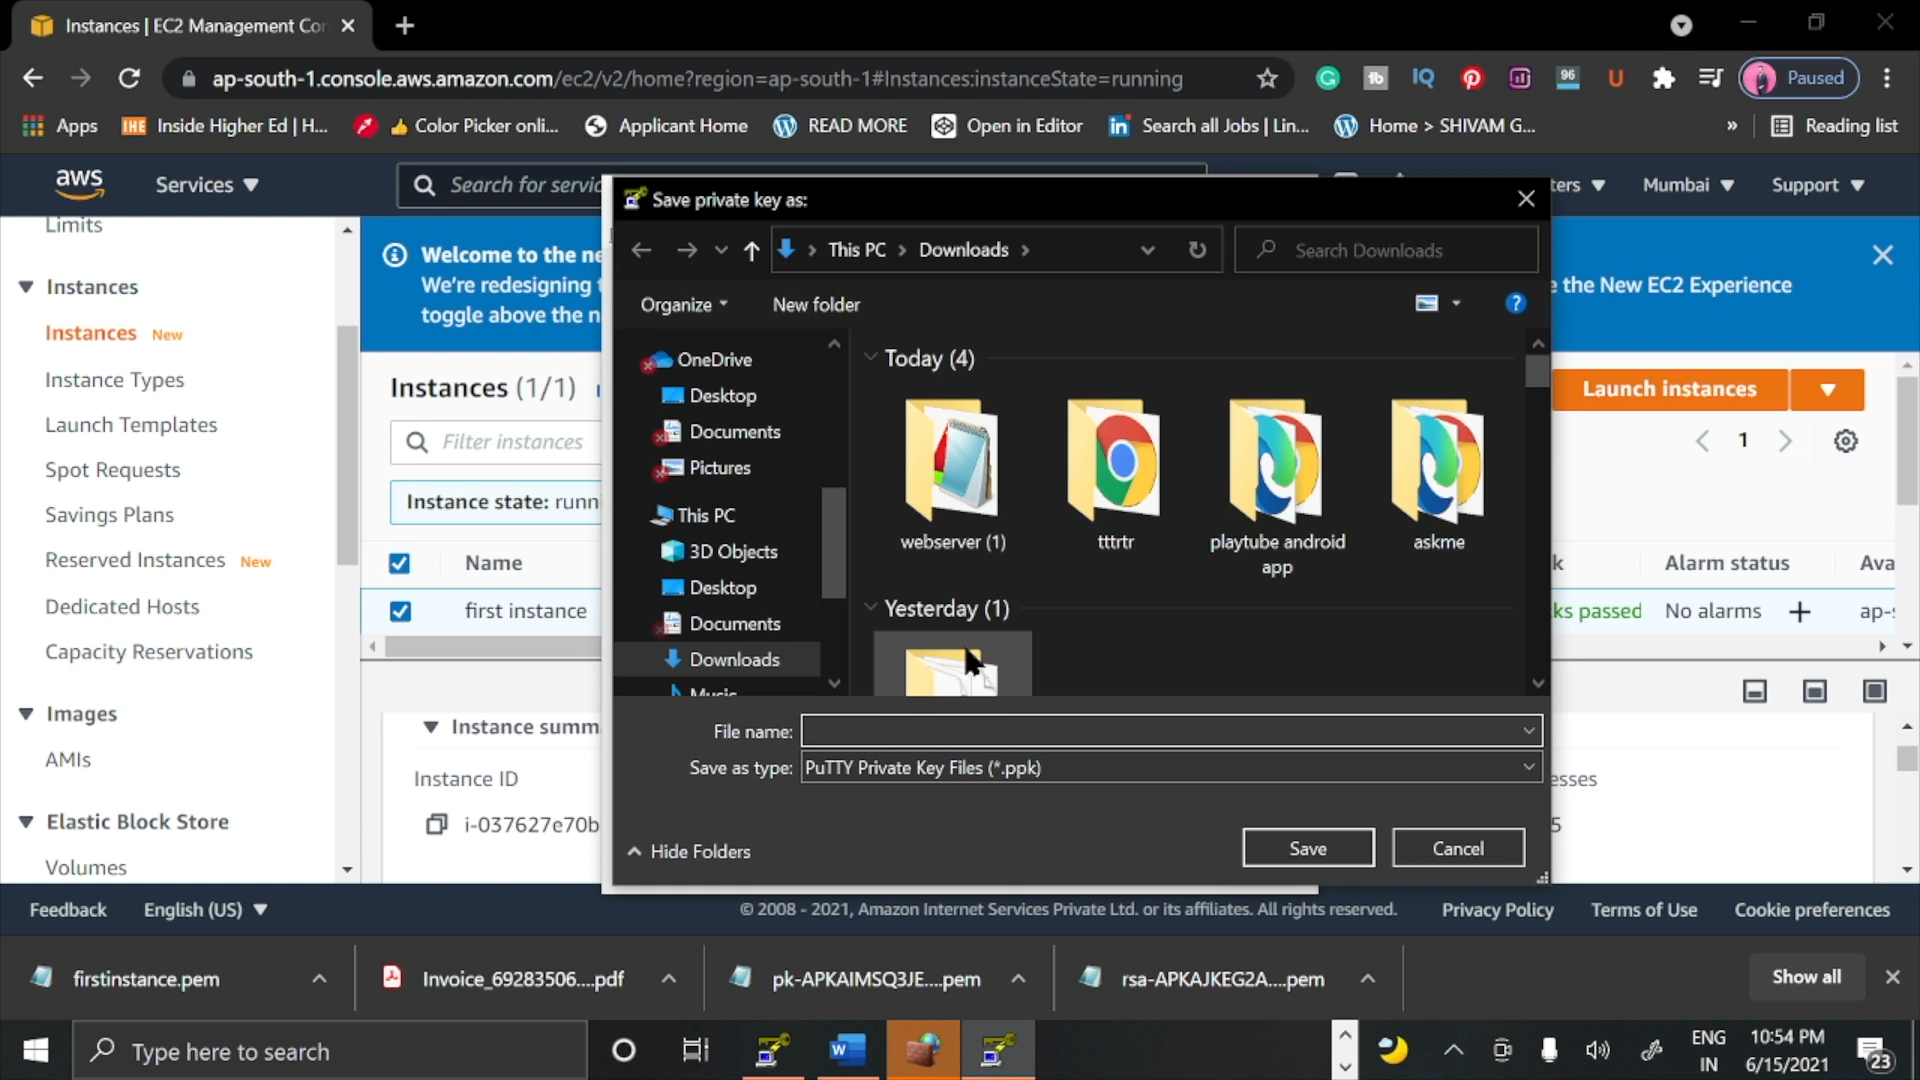 Instances | EC2 Management Cor
ap-south-1.console.aws.amazon.com/ec2/v2/home?region=ap-south-1#Instances:instanceState=running
96
IQ
Paused
Apps
IHE Inside Higher Ed | H...
👍 Color Picker onli...
Applicant Home
READ MORE
Open in Editor
Search all Jobs | Lin...
Home > SHIVAM G...
»
Reading list
aws
Services
Search for servic
ters
Mumbai
Support
Limits
Instances
Instances New
Instance Types
Launch Templates
Spot Requests
Savings Plans
Reserved Instances New
Dedicated Hosts
Capacity Reservations
Images
AMIs
Elastic Block Store
Volumes
Welcome to the ne
We're redesigning
toggle above the n
e the New EC2 Experience
Instances (1/1)
Launch instances
Filter instances
1
Instance state: runn
Name
k
Alarm status
Ava
first instance
ks passed
No alarms
ap-s
Instance summ
Instance ID
i-037627e70b
esses
5
Save private key as:
This PC > Downloads >
Search Downloads
Organize
New folder
OneDrive
Desktop
Documents
Pictures
This PC
3D Objects
Desktop
Documents
Downloads
Music
Today (4)
webserver (1)
tttrtr
playtube android
app
askme
Yesterday (1)
File name:
Save as type: PuTTY Private Key Files (*.ppk)
Hide Folders
Save
Cancel
Feedback
English (US)
© 2008 - 2021, Amazon Internet Services Private Ltd. or its affiliates. All rights reserved.
Privacy Policy
Terms of Use
Cookie preferences
firstinstance.pem
Invoice_69283506....pdf
pk-APKAIMSQ3JE....pem
rsa-APKAJKEG2A....pem
Show all
Type here to search
ENG
IN
10:54 PM
6/15/2021
23